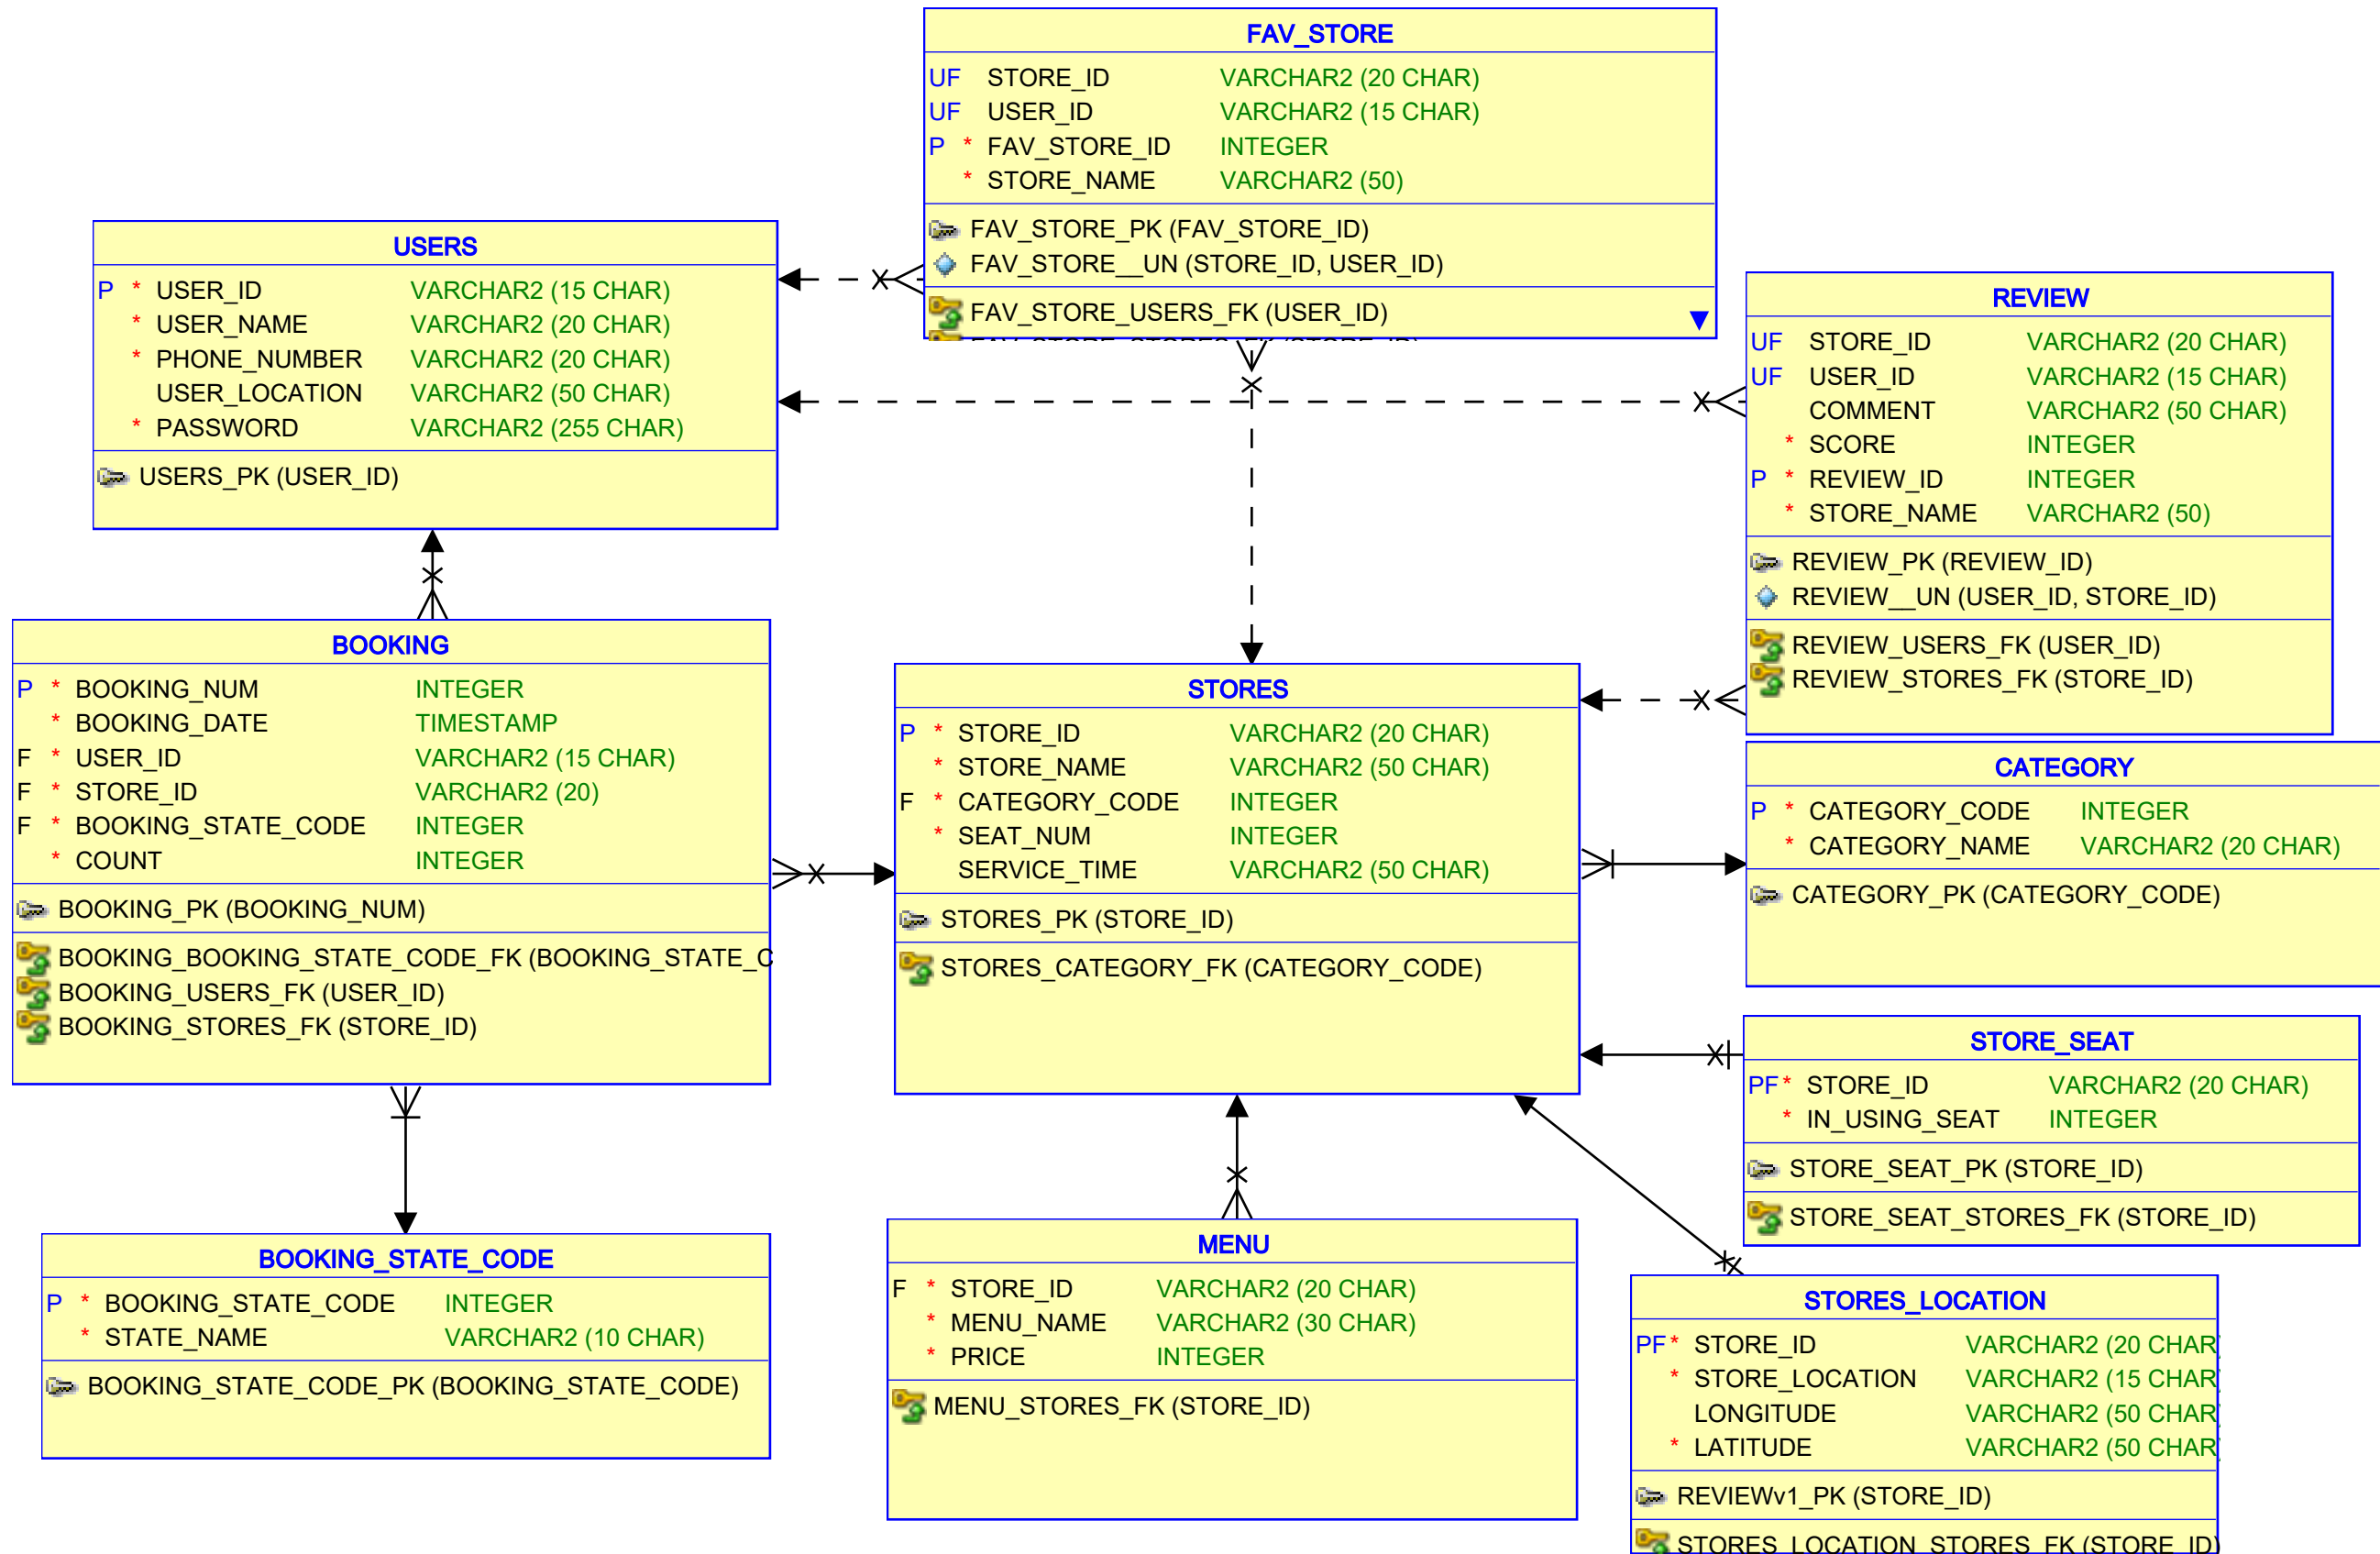 FAV_STORE
UF STORE_ID VARCHAR2 (20 CHAR)
UF USER_ID VARCHAR2 (15 CHAR)
P * FAV_STORE_ID INTEGER
* STORE_NAME VARCHAR2 (50)
FAV_STORE_PK (FAV_STORE_ID)
FAV_STORE__UN (STORE_ID, USER_ID)
FAV_STORE_USERS_FK (USER_ID)
USERS
P * USER_ID VARCHAR2 (15 CHAR)
* USER_NAME VARCHAR2 (20 CHAR)
* PHONE_NUMBER VARCHAR2 (20 CHAR)
USER_LOCATION VARCHAR2 (50 CHAR)
* PASSWORD VARCHAR2 (255 CHAR)
USERS_PK (USER_ID)
REVIEW
UF STORE_ID VARCHAR2 (20 CHAR)
UF USER_ID VARCHAR2 (15 CHAR)
COMMENT VARCHAR2 (50 CHAR)
* SCORE INTEGER
P * REVIEW_ID INTEGER
* STORE_NAME VARCHAR2 (50)
REVIEW_PK (REVIEW_ID)
REVIEW__UN (USER_ID, STORE_ID)
REVIEW_USERS_FK (USER_ID)
REVIEW_STORES_FK (STORE_ID)
BOOKING
P * BOOKING_NUM INTEGER
* BOOKING_DATE TIMESTAMP
F * USER_ID VARCHAR2 (15 CHAR)
F * STORE_ID VARCHAR2 (20)
F * BOOKING_STATE_CODE INTEGER
* COUNT INTEGER
BOOKING_PK (BOOKING_NUM)
BOOKING_BOOKING_STATE_CODE_FK (BOOKING_STATE_C
BOOKING_USERS_FK (USER_ID)
BOOKING_STORES_FK (STORE_ID)
STORES
P * STORE_ID VARCHAR2 (20 CHAR)
* STORE_NAME VARCHAR2 (50 CHAR)
F * CATEGORY_CODE INTEGER
* SEAT_NUM INTEGER
SERVICE_TIME VARCHAR2 (50 CHAR)
STORES_PK (STORE_ID)
STORES_CATEGORY_FK (CATEGORY_CODE)
CATEGORY
P * CATEGORY_CODE INTEGER
* CATEGORY_NAME VARCHAR2 (20 CHAR)
CATEGORY_PK (CATEGORY_CODE)
STORE_SEAT
PF * STORE_ID VARCHAR2 (20 CHAR)
* IN_USING_SEAT INTEGER
STORE_SEAT_PK (STORE_ID)
STORE_SEAT_STORES_FK (STORE_ID)
BOOKING_STATE_CODE
P * BOOKING_STATE_CODE INTEGER
* STATE_NAME VARCHAR2 (10 CHAR)
BOOKING_STATE_CODE_PK (BOOKING_STATE_CODE)
MENU
F * STORE_ID VARCHAR2 (20 CHAR)
* MENU_NAME VARCHAR2 (30 CHAR)
* PRICE INTEGER
MENU_STORES_FK (STORE_ID)
STORES_LOCATION
PF * STORE_ID VARCHAR2 (20 CHAR
* STORE_LOCATION VARCHAR2 (15 CHAR
LONGITUDE VARCHAR2 (50 CHAR
* LATITUDE VARCHAR2 (50 CHAR
REVIEWv1_PK (STORE_ID)
STORES_LOCATION_STORES_FK (STORE_ID)